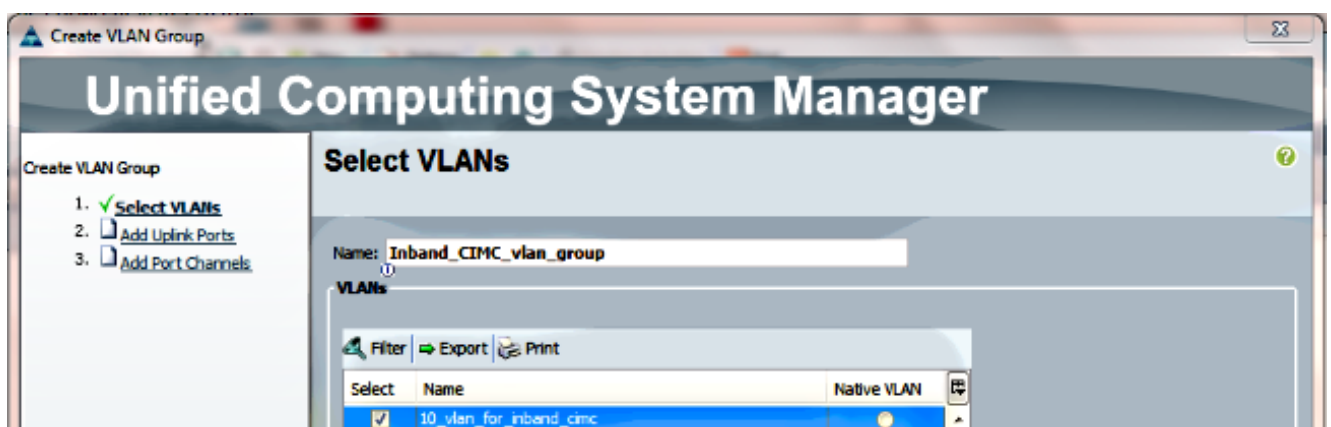 Create VLAN Group
Unified Computing System Manager
Create VLAN Group
1. Select VLANs
2. Add Uplink Ports
3. Add Port Channels
Select VLANs
Name: Inband_CIMC_vlan_group
VLANs
Filter Export Print
Select Name Native VLAN
10_vlan_for_inband_cimc